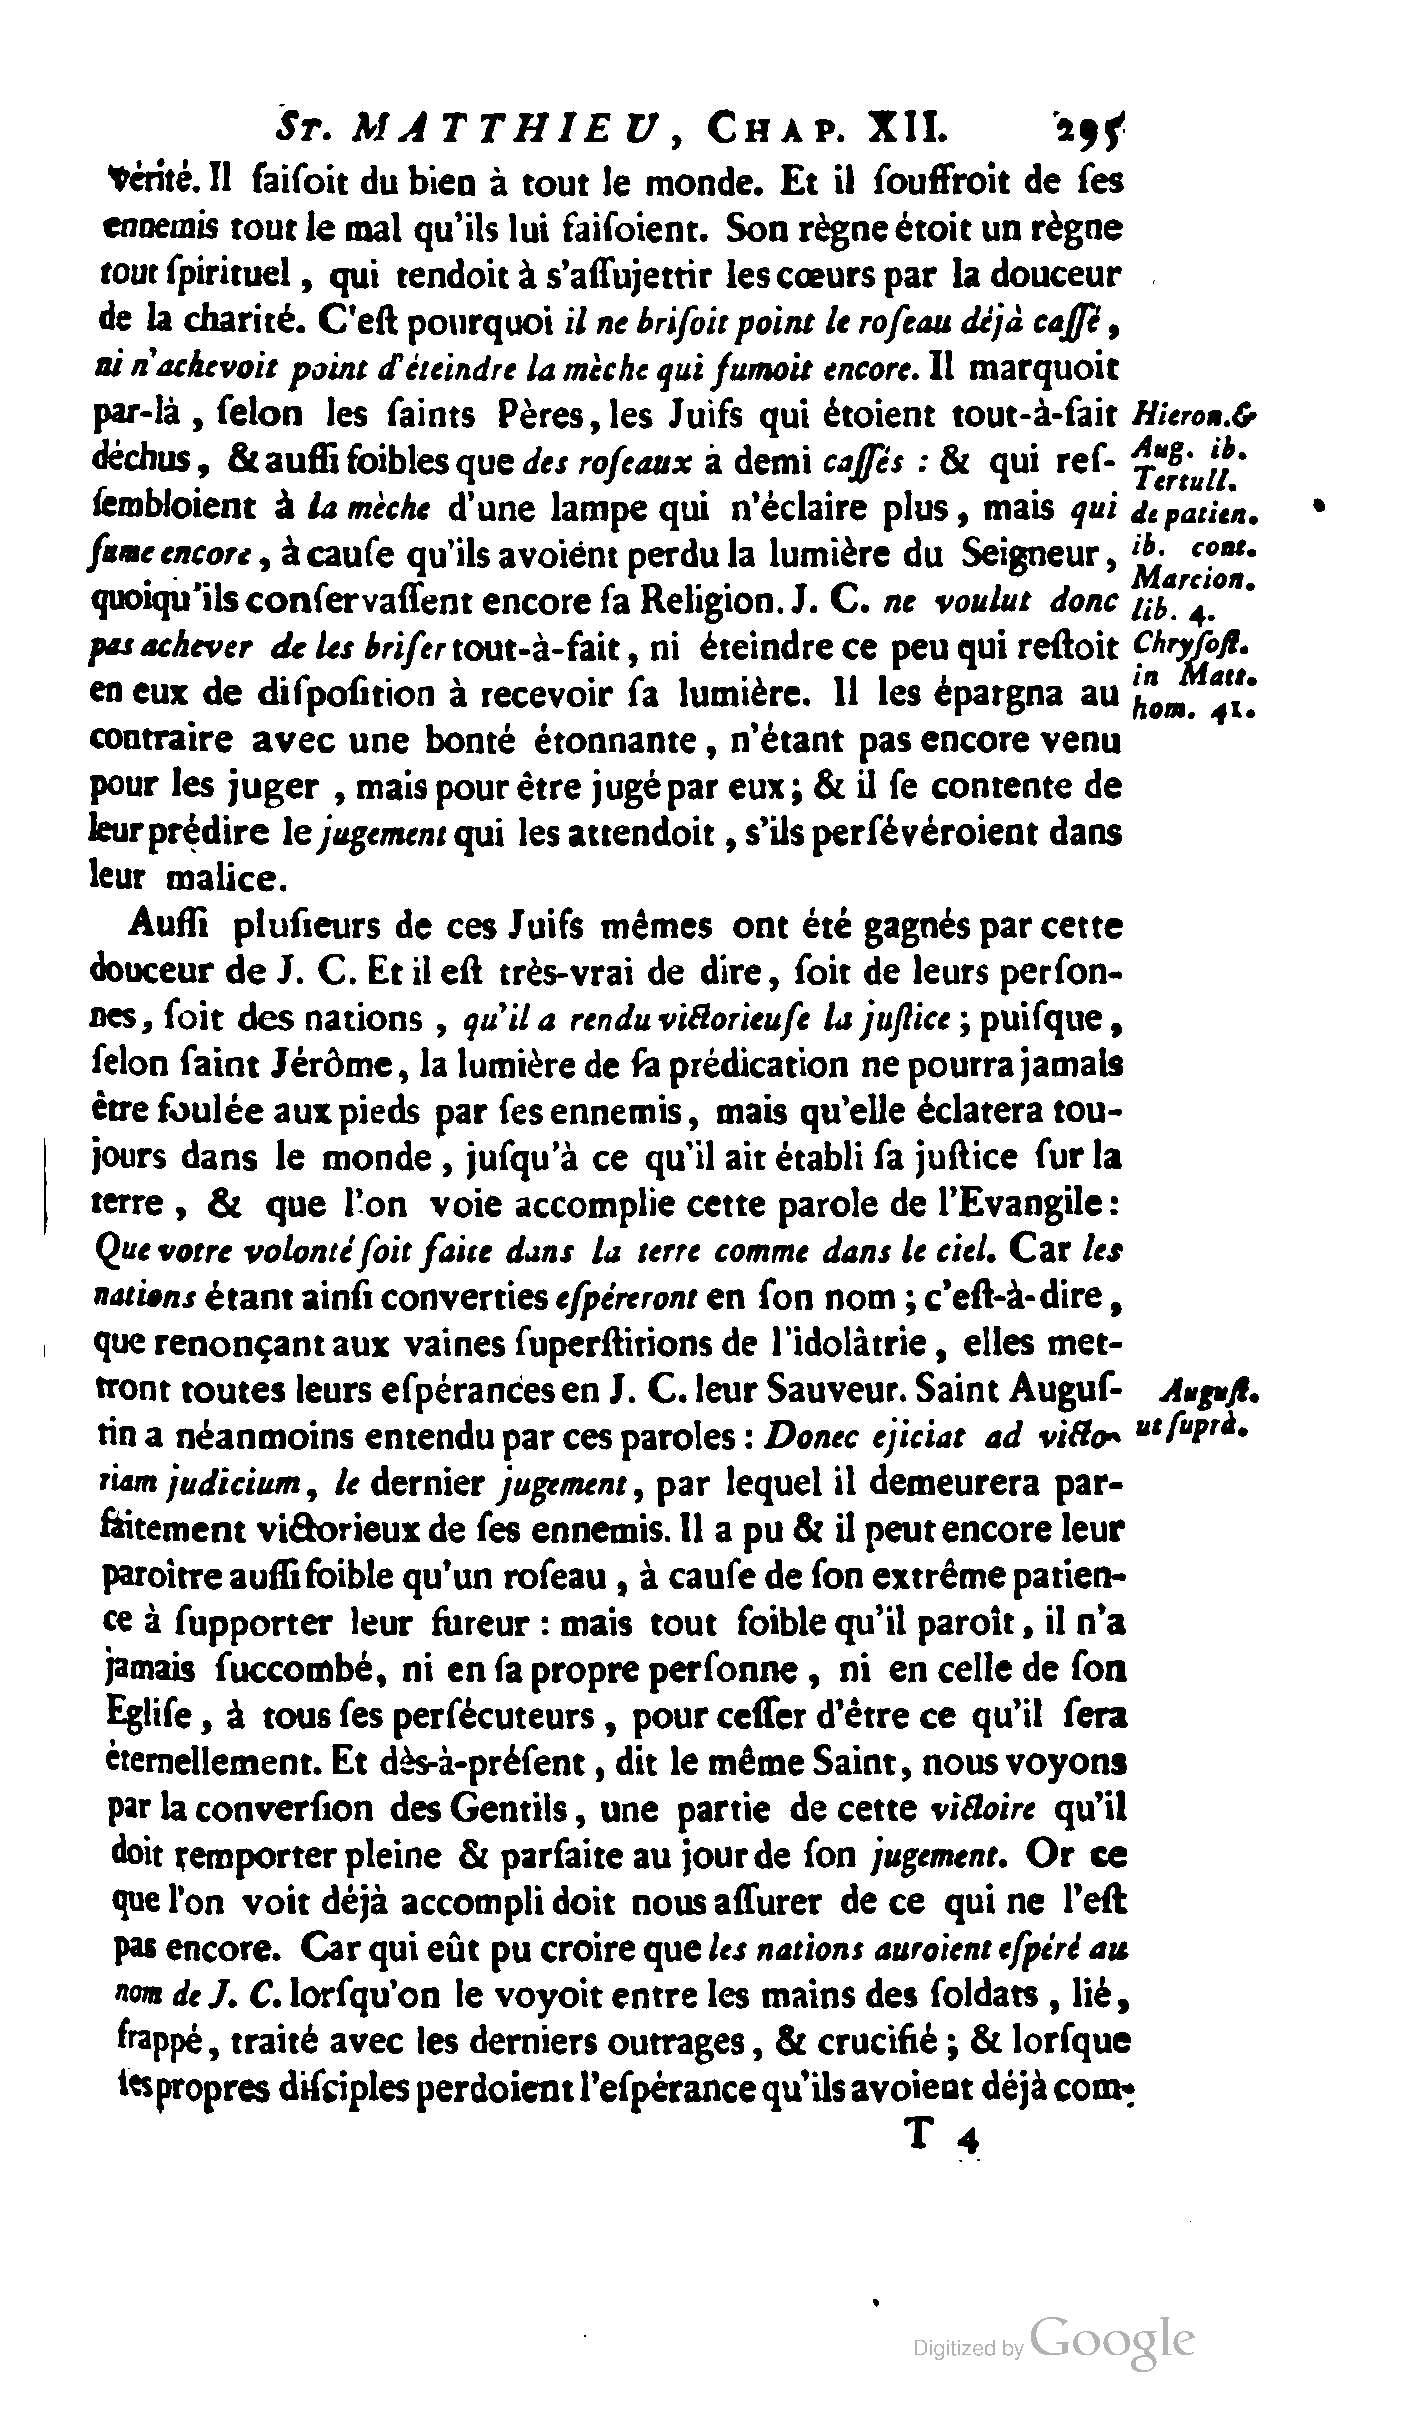 St. MATTHIEU, CHAP. XII. 295
vérité. Il faiſoit du bien à tout le monde. Et il ſouffroit de ſes
ennemis tout le mal qu'ils lui faiſoient. Son règne étoit un règne
tout ſpirituel, qui tendoit à s'aſſujettir les cœurs par la douceur
de la charité. C'eſt pourquoi il ne briſoit point le roſeau déjà caſſé,
ni n'achevoit point d'éteindre la mèche qui fumoit encore. Il marquoit
par-là, ſelon les ſaints Pères, les Juifs qui étoient tout-à-fait
déchus, & auſſi foibles que des roſeaux à demi caſſés : & qui reſ-
ſembloient à la mèche d'une lampe qui n'éclaire plus, mais qui
fume encore, à cauſe qu'ils avoient perdu la lumière du Seigneur,
quoiqu'ils conſervaſſent encore ſa Religion. J. C. ne voulut donc
pas achever de les briſer tout-à-fait, ni éteindre ce peu qui reſtoit
en eux de diſpoſition à recevoir ſa lumière. Il les épargna au
contraire avec une bonté étonnante, n'étant pas encore venu
pour les juger, mais pour être jugé par eux; & il ſe contente de
leur prédire le jugement qui les attendoit, s'ils perſévéroient dans
leur malice.
Hieron. &
Aug. ib.
Tertull.
de patien.
ib. cont.
Marcion.
lib. 4.
Chryſoſt.
in Matt.
hom. 41.
Auſſi pluſieurs de ces Juifs mêmes ont été gagnés par cette
douceur de J. C. Et il eſt très-vrai de dire, ſoit de leurs perſon-
nes, ſoit des nations, qu'il a rendu victorieuſe la juſtice; puiſque,
ſelon ſaint Jérôme, la lumière de ſa prédication ne pourra jamais
être foulée aux pieds par ſes ennemis, mais qu'elle éclatera tou-
jours dans le monde, juſqu'à ce qu'il ait établi ſa juſtice ſur la
terre, & que l'on voie accomplie cette parole de l'Evangile:
Que votre volonté ſoit faite dans la terre comme dans le ciel. Car les
nations étant ainſi converties eſpéreront en ſon nom; c'eſt-à-dire,
que renonçant aux vaines ſuperſtitions de l'idolâtrie, elles met-
tront toutes leurs eſpérances en J. C. leur Sauveur. Saint Auguſ-
tin a néanmoins entendu par ces paroles: Donec ejiciat ad victo-
riam judicium, le dernier jugement, par lequel il demeurera par-
faitement victorieux de ſes ennemis. Il a pu & il peut encore leur
paroître auſſi foible qu'un roſeau, à cauſe de ſon extrême patien-
ce à ſupporter leur fureur : mais tout foible qu'il paroît, il n'a
jamais ſuccombé, ni en ſa propre perſonne, ni en celle de ſon
Egliſe, à tous ſes perſécuteurs, pour ceſſer d'être ce qu'il ſera
éternellement. Et dès-à-préſent, dit le même Saint, nous voyons
par la converſion des Gentils, une partie de cette victoire qu'il
doit remporter pleine & parfaite au jour de ſon jugement. Or ce
que l'on voit déjà accompli doit nous aſſurer de ce qui ne l'eſt
pas encore. Car qui eût pu croire que les nations auroient eſpéré au
nom de J. C. lorſqu'on le voyoit entre les mains des ſoldats, lié,
frappé, traité avec les derniers outrages, & crucifié; & lorſque
ſes propres diſciples perdoient l'eſpérance qu'ils avoient déjà com-
Auguſt.
ut ſuprà.
T 4
Digitized by Google